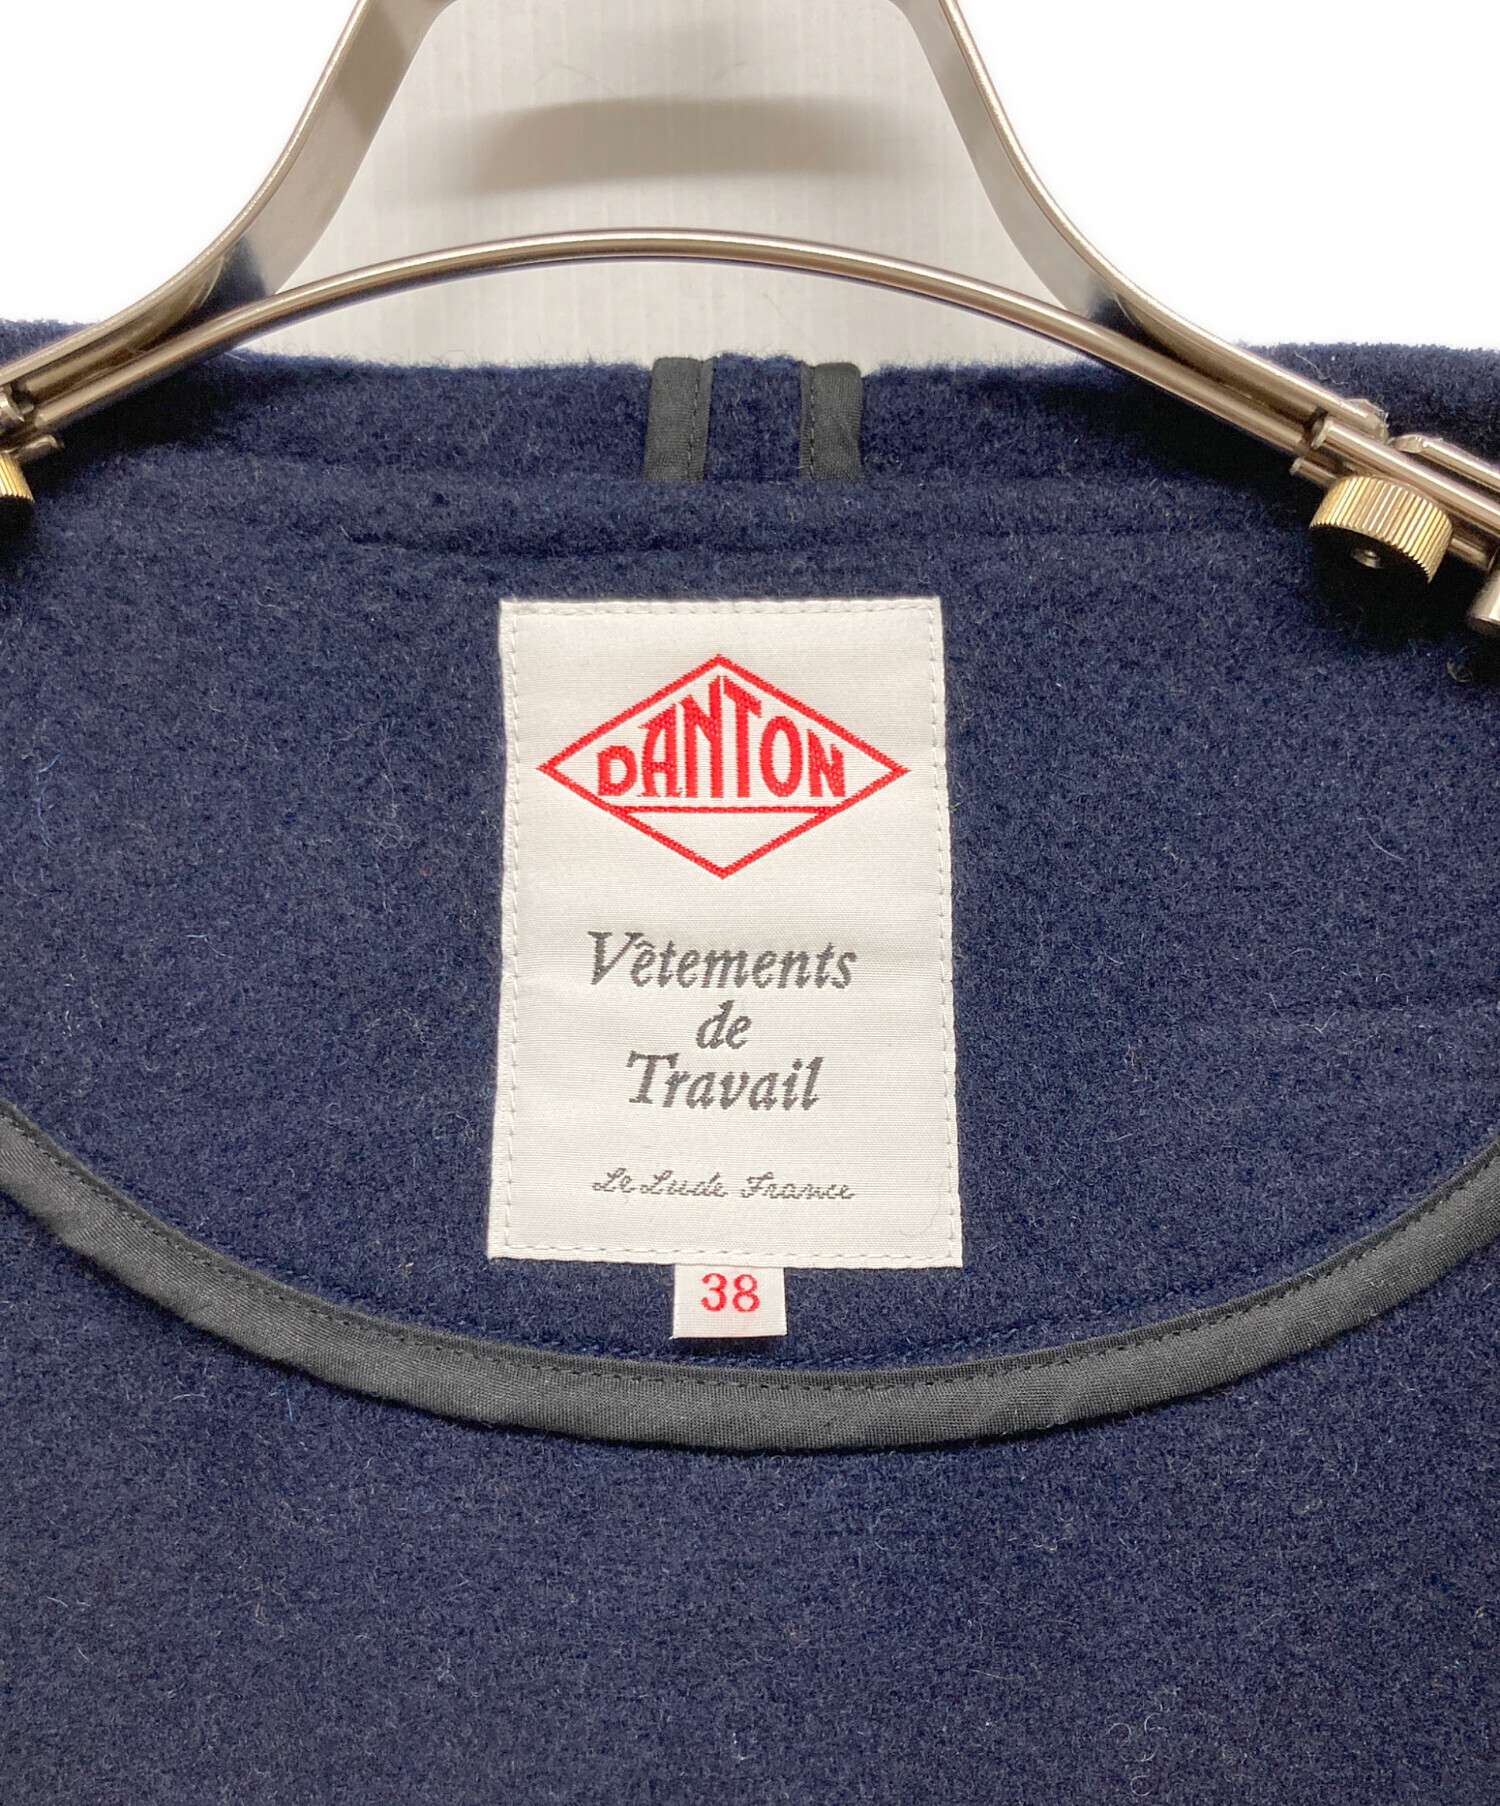 DANTON
Vêtements
de
Travail
Le Lude France
38